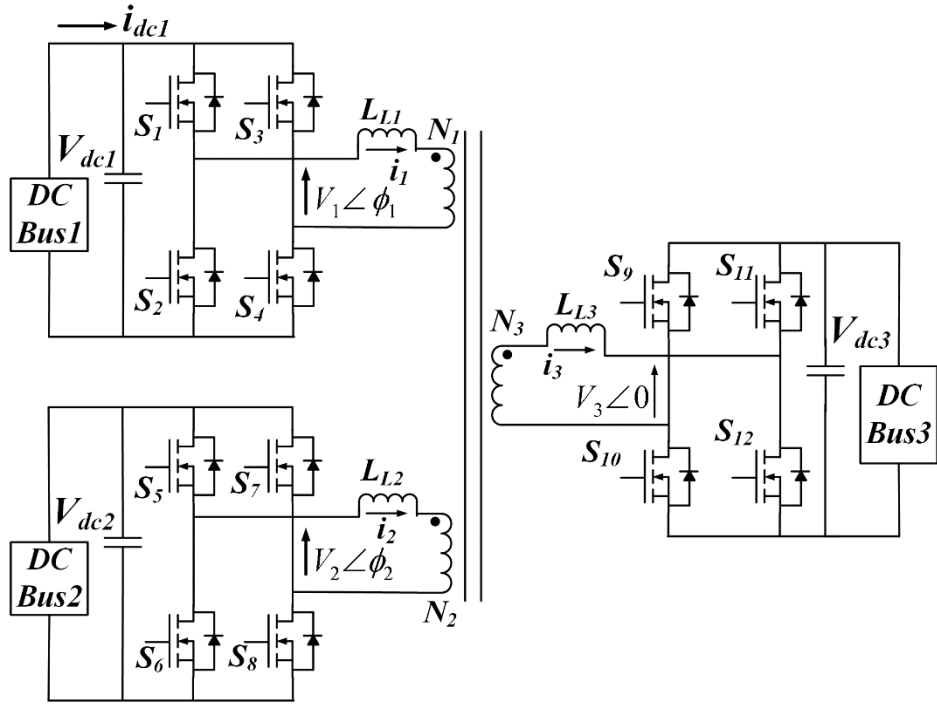 i_dc1
S_1
S_3
V_dc1
DC
Bus1
S_2
S_4
L_L1
N_1
i_1
V_1∠ϕ_1
S_5
S_7
V_dc2
DC
Bus2
S_6
S_8
L_L2
i_2
V_2∠ϕ_2
N_2
N_3
L_L3
i_3
V_3∠0
S_9
S_11
S_10
S_12
V_dc3
DC
Bus3